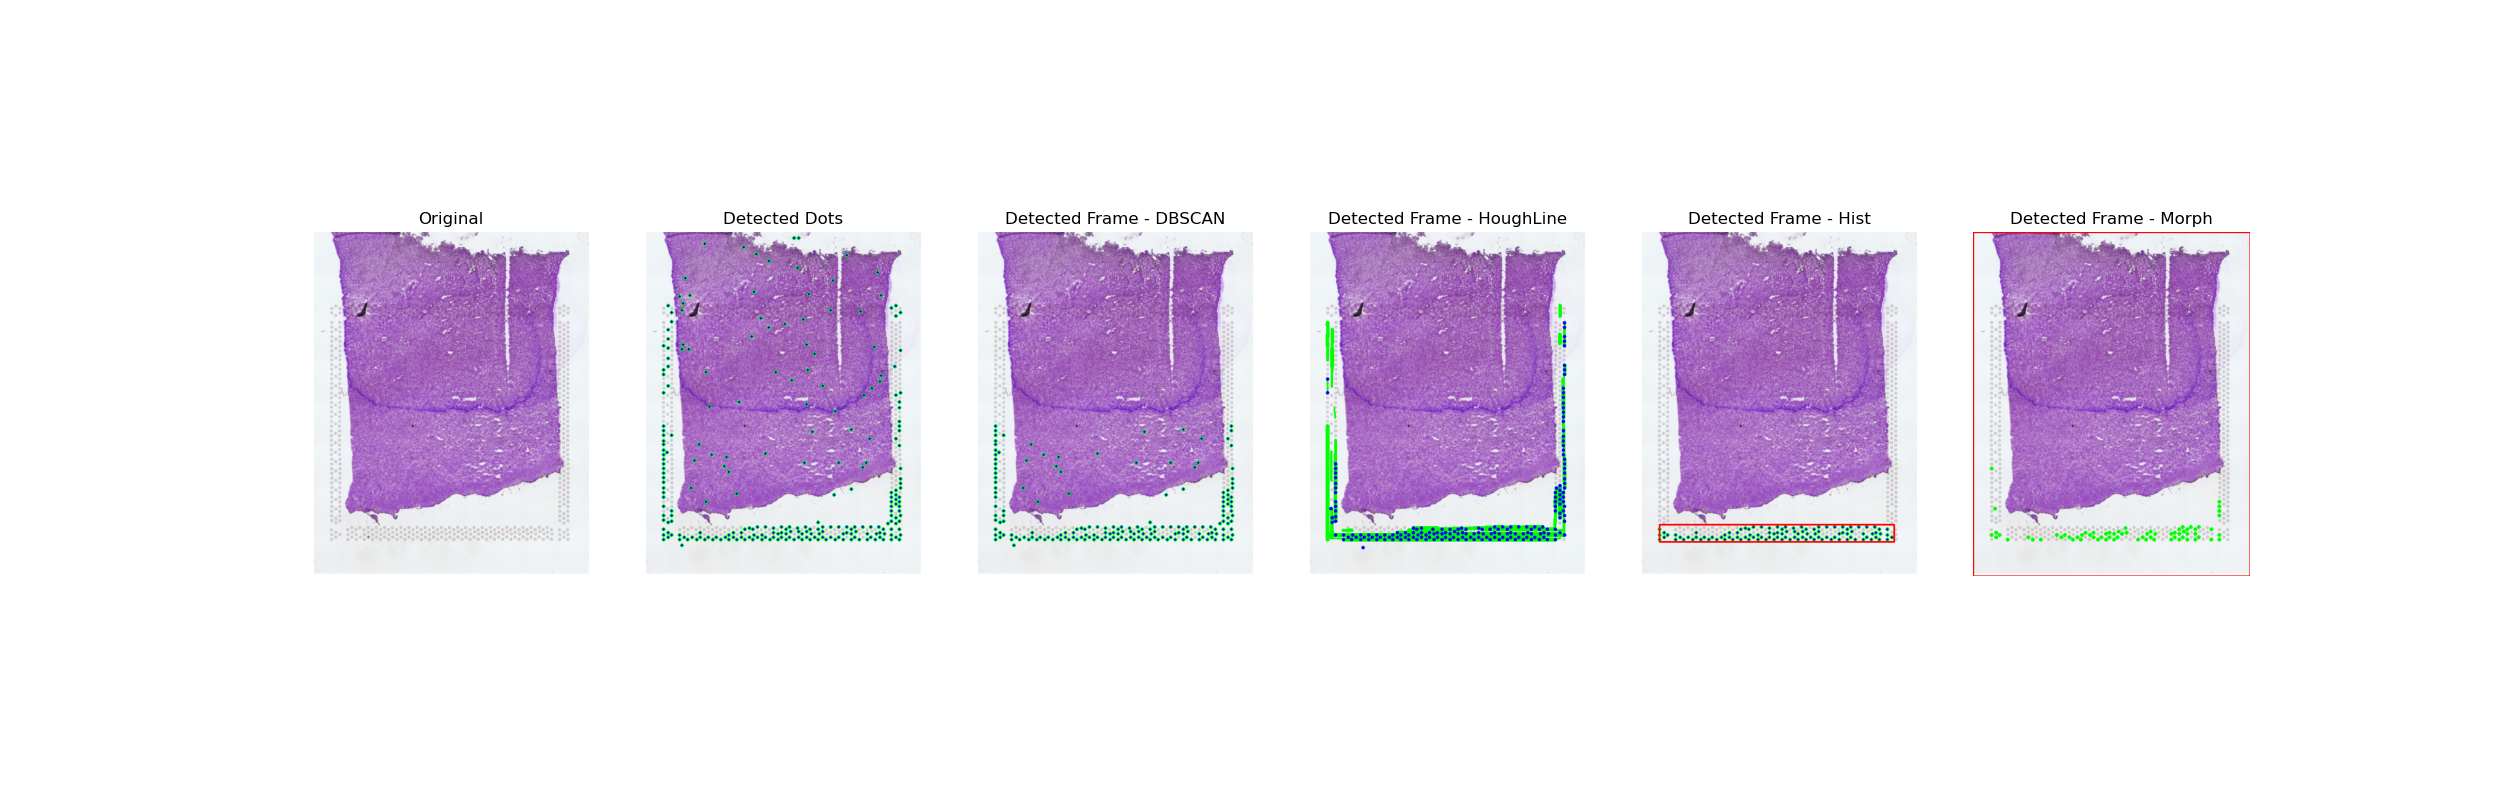 Original
Detected Dots
Detected Frame - DBSCAN
Detected Frame - HoughLine
Detected Frame - Hist
Detected Frame - Morph